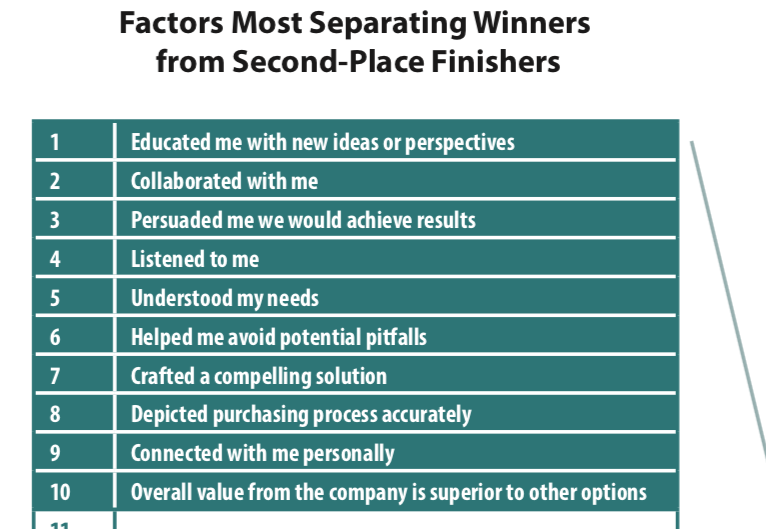 Factors Most Separating Winners
from Second-Place Finishers
1 Educated me with new ideas or perspectives
2 Collaborated with me
3 Persuaded me we would achieve results
4 Listened to me
5 Understood my needs
6 Helped me avoid potential pitfalls
7 Crafted a compelling solution
8 Depicted purchasing process accurately
9 Connected with me personally
10 Overall value from the company is superior to other options
11